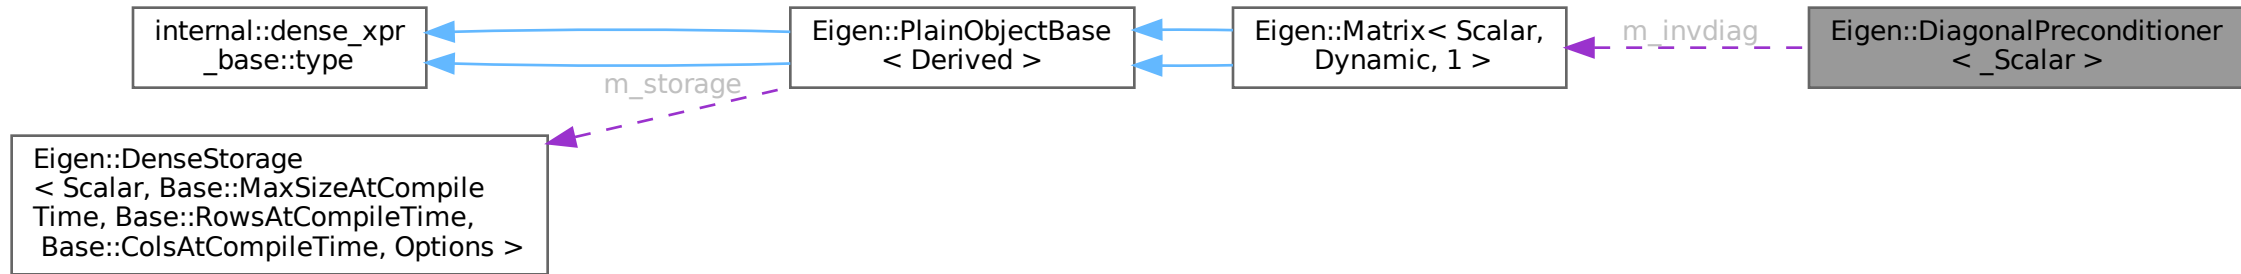 internal::dense_xpr
_base::type
Eigen::PlainObjectBase
< Derived >
Eigen::Matrix< Scalar,
Dynamic, 1 >
m_invdiag
Eigen::DiagonalPreconditioner
< _Scalar >
m_storage
Eigen::DenseStorage
< Scalar, Base::MaxSizeAtCompile
Time, Base::RowsAtCompileTime,
Base::ColsAtCompileTime, Options >